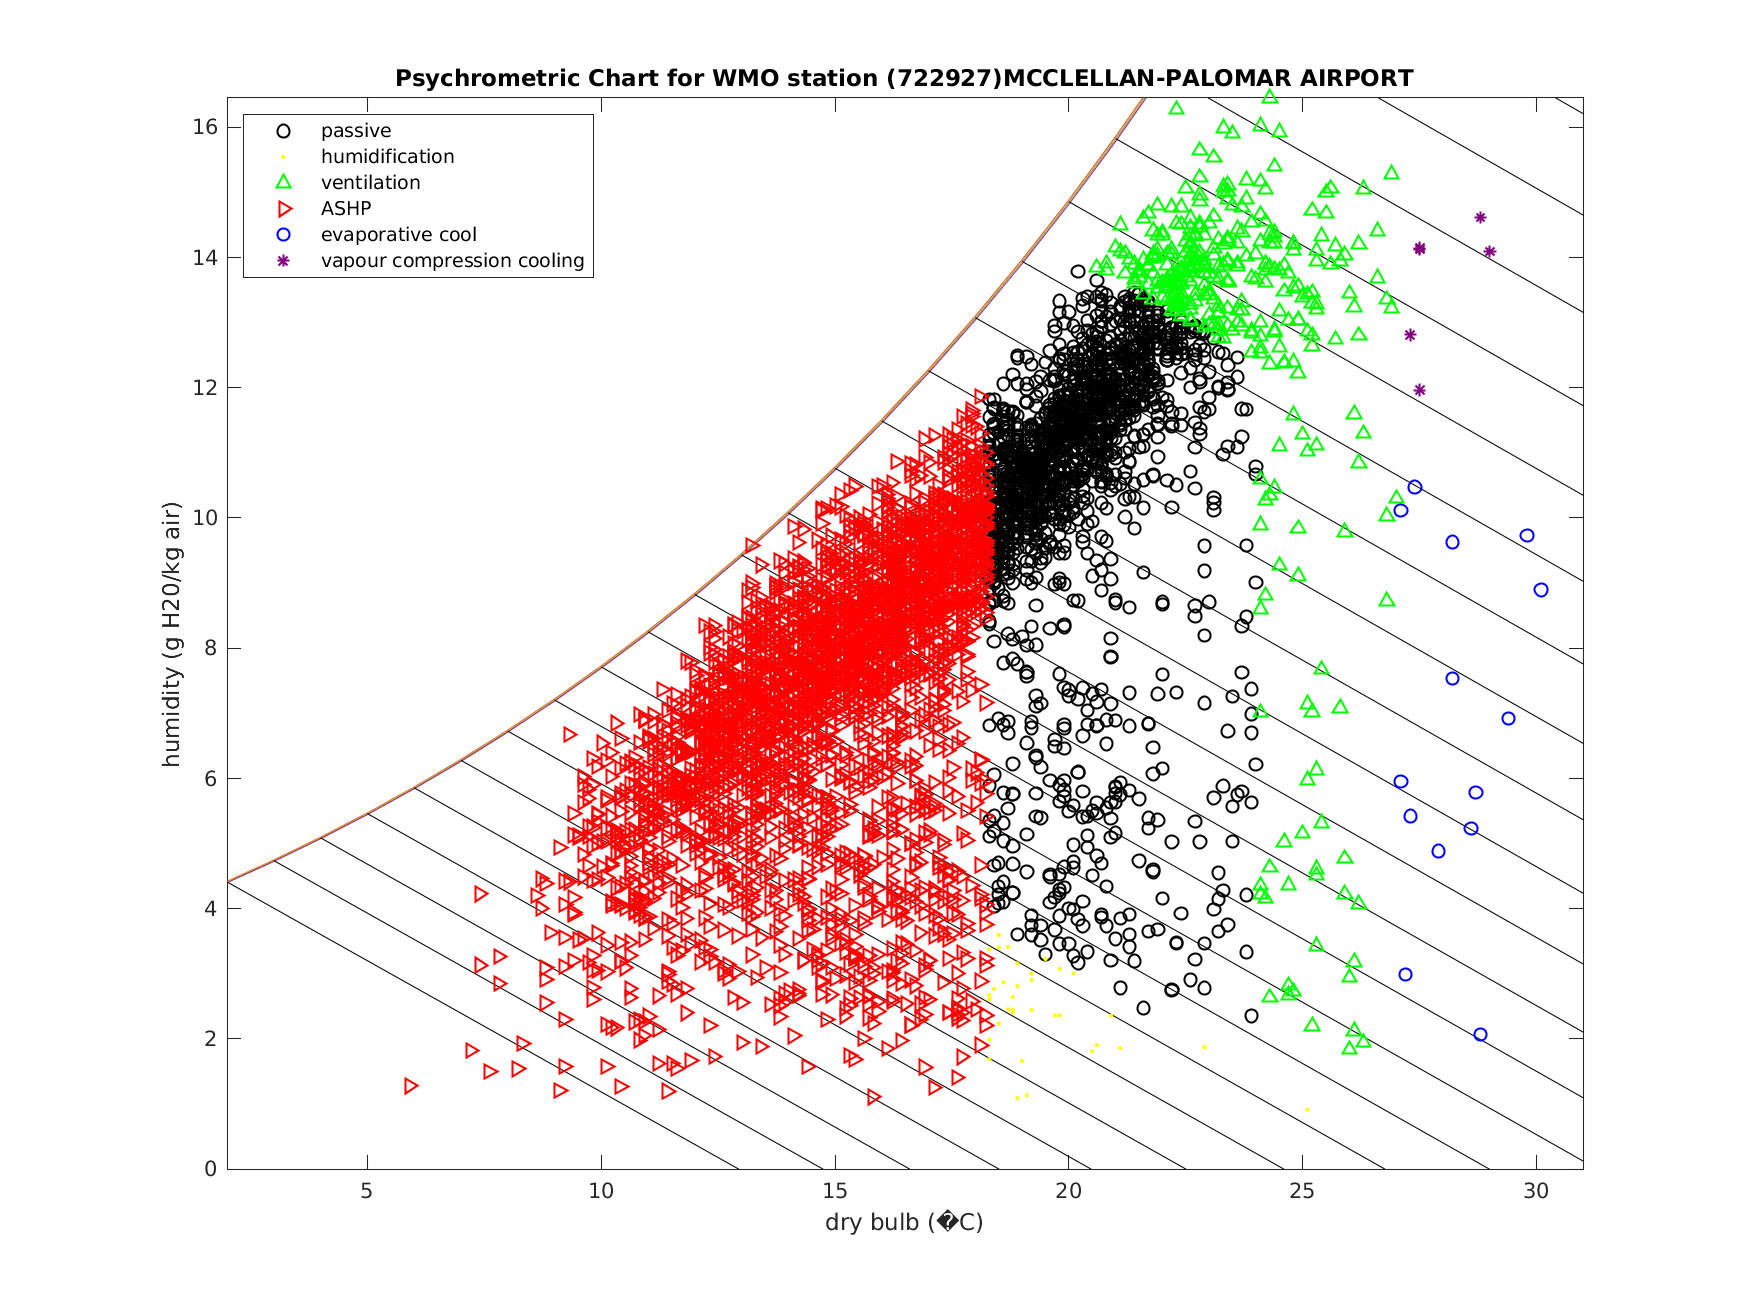 Psychrometric Chart for WMO station (722927)MCCLELLAN-PALOMAR AIRPORT
passive
humidification
ventilation
ASHP
evaporative cool
vapour compression cooling
humidity (g H20/kg air)
16
14
12
10
8
6
4
2
0
5 10 15 20 25 30
dry bulb (�C)